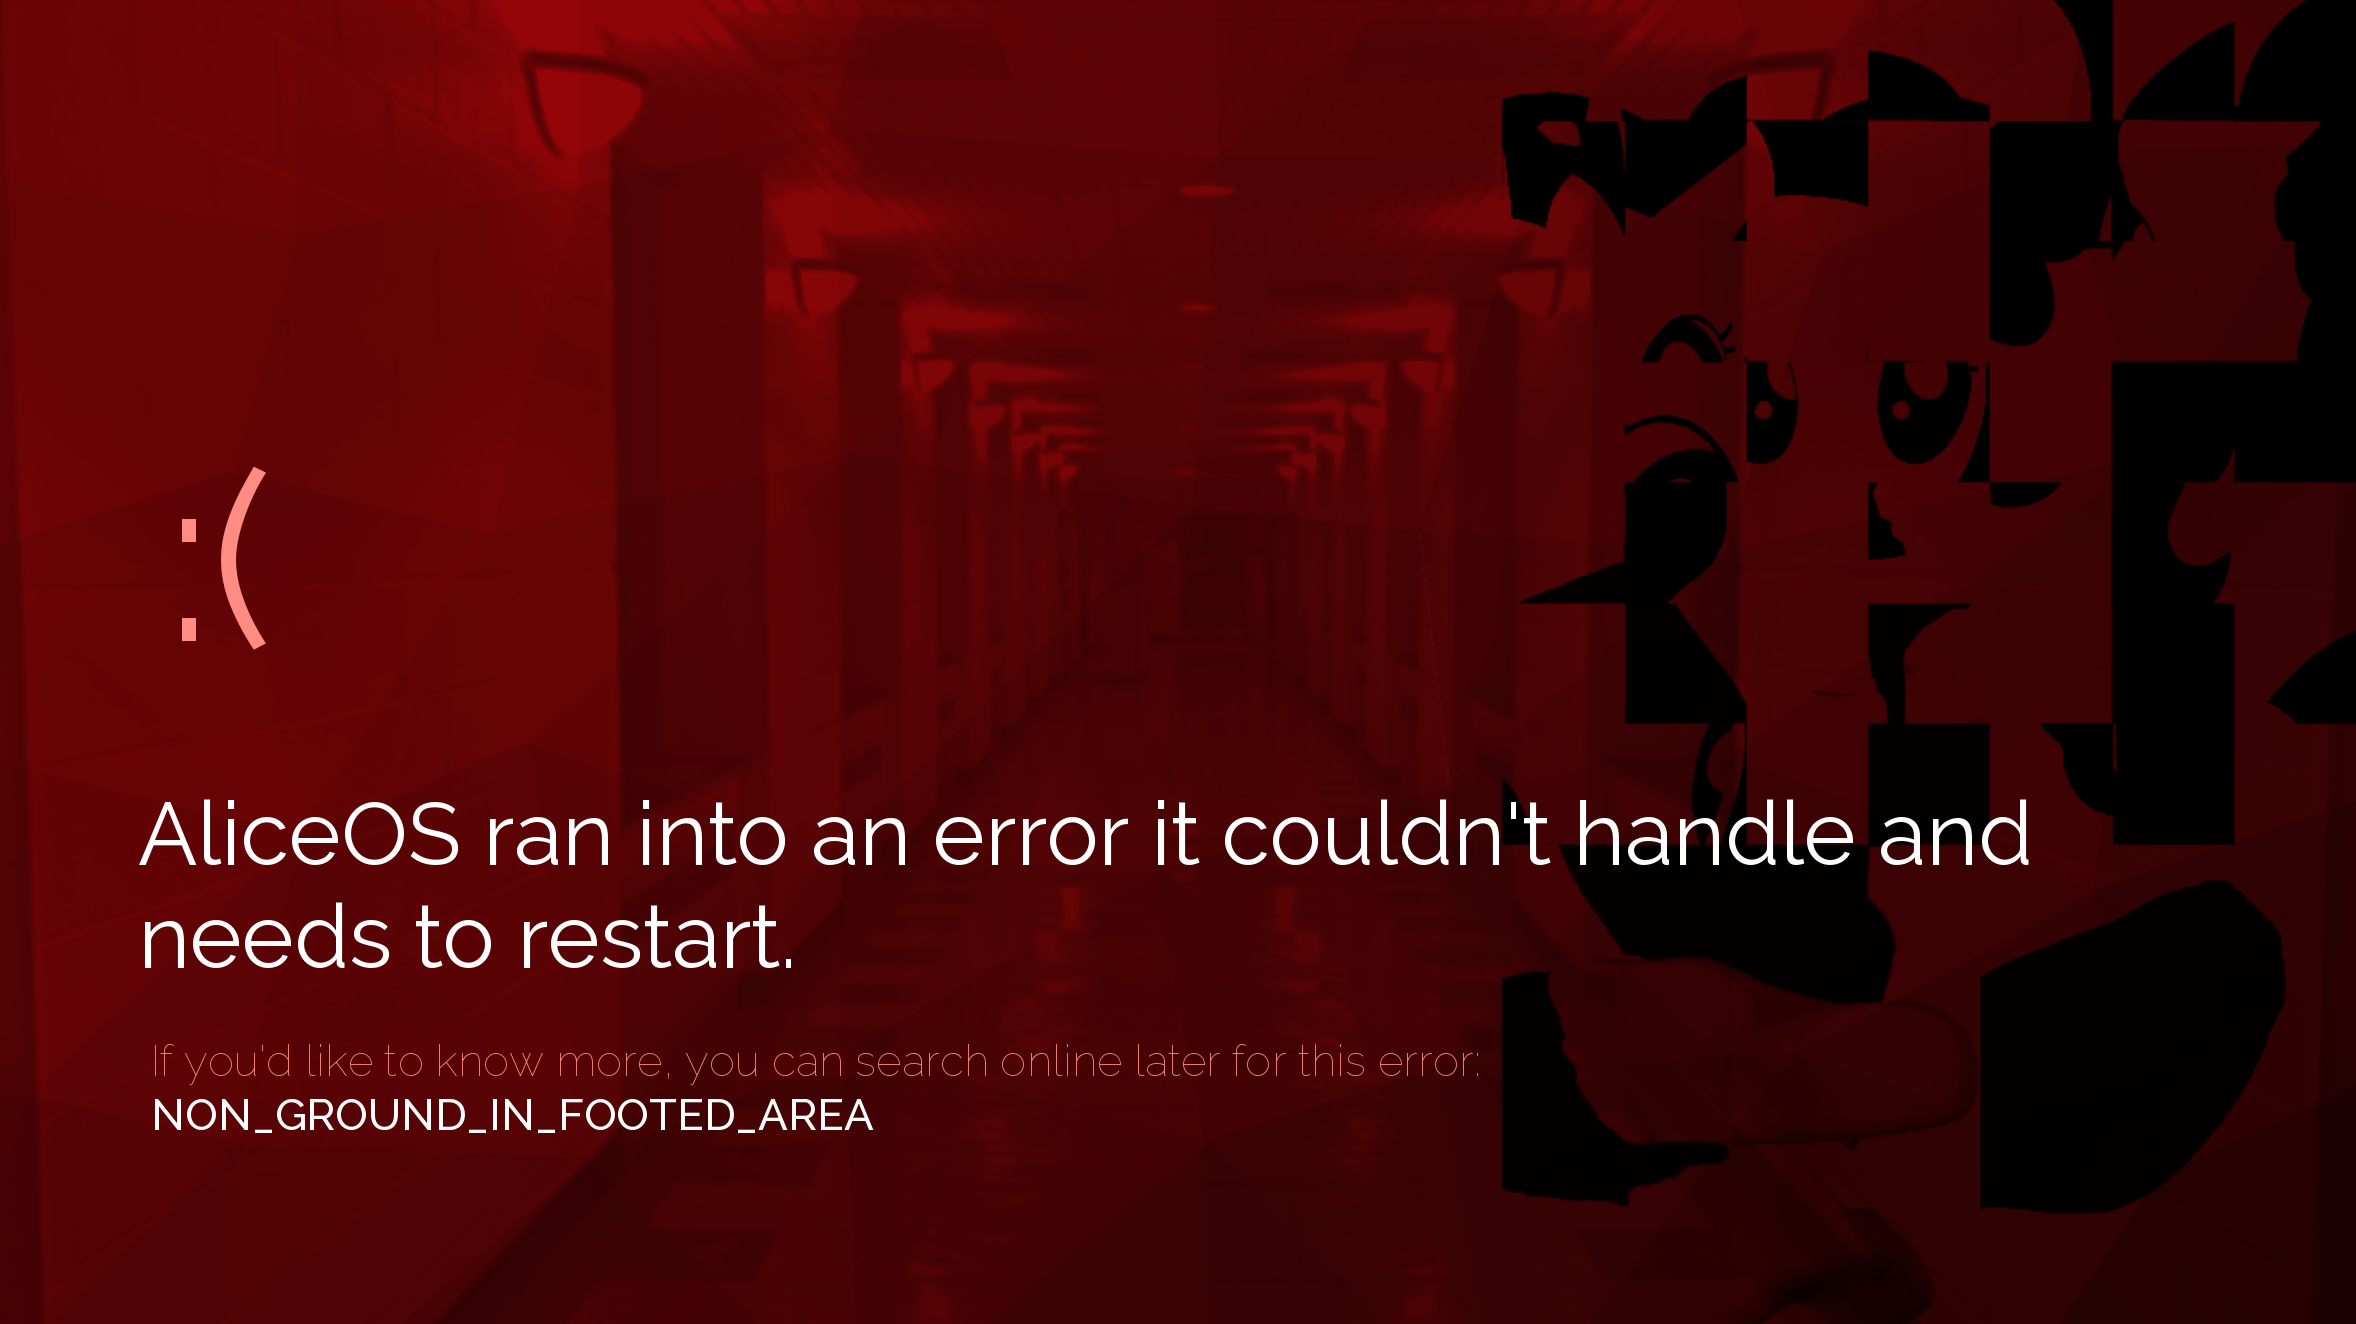 :(
AliceOS ran into an error it couldn't handle and
needs to restart.
If you'd like to know more, you can search online later for this error:
NON_GROUND_IN_FOOTED_AREA